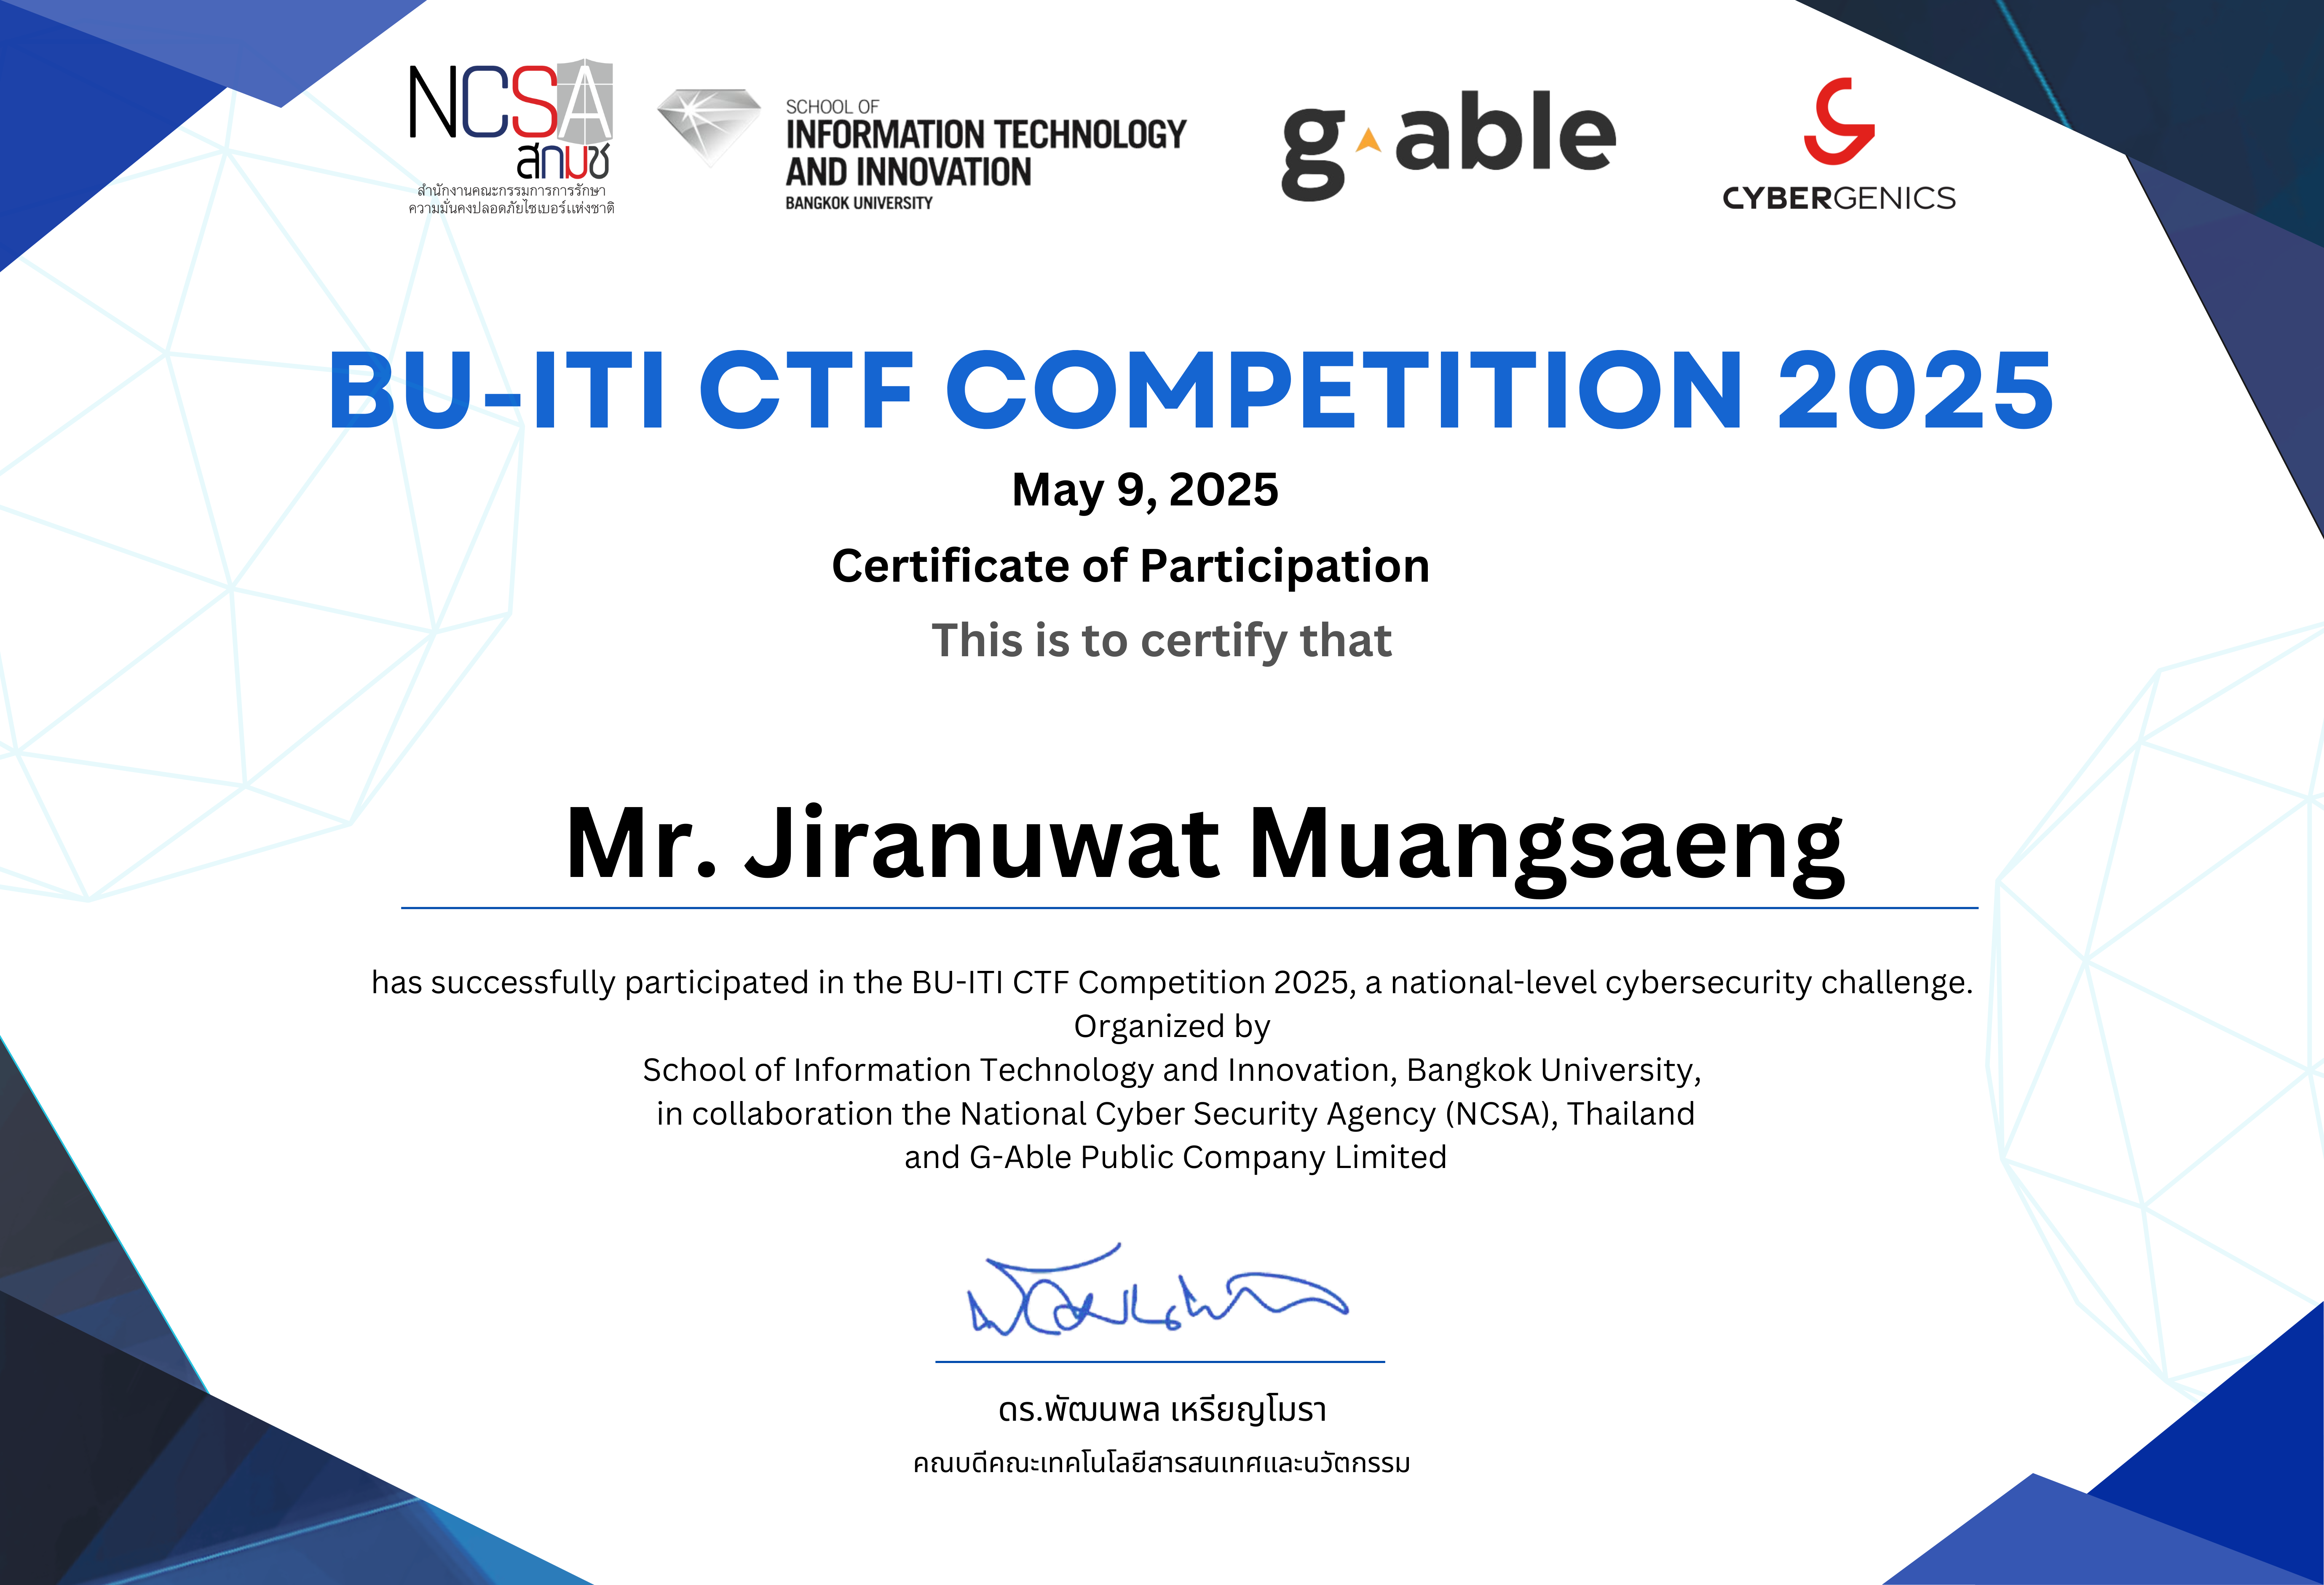 NCSA
สกมช
สำนักงานคณะกรรมการการรักษา
ความมั่นคงปลอดภัยไซเบอร์แห่งชาติ
SCHOOL OF
INFORMATION TECHNOLOGY
AND INNOVATION
BANGKOK UNIVERSITY
g able
CYBERGENICS
BU-ITI CTF COMPETITION 2025
May 9, 2025
Certificate of Participation
This is to certify that
Mr. Jiranuwat Muangsaeng
has successfully participated in the BU-ITI CTF Competition 2025, a national-level cybersecurity challenge.
Organized by
School of Information Technology and Innovation, Bangkok University,
in collaboration the National Cyber Security Agency (NCSA), Thailand
and G-Able Public Company Limited
ดร.พัฒนพล เหรียญโมรา
คณบดีคณะเทคโนโลยีสารสนเทศและนวัตกรรม